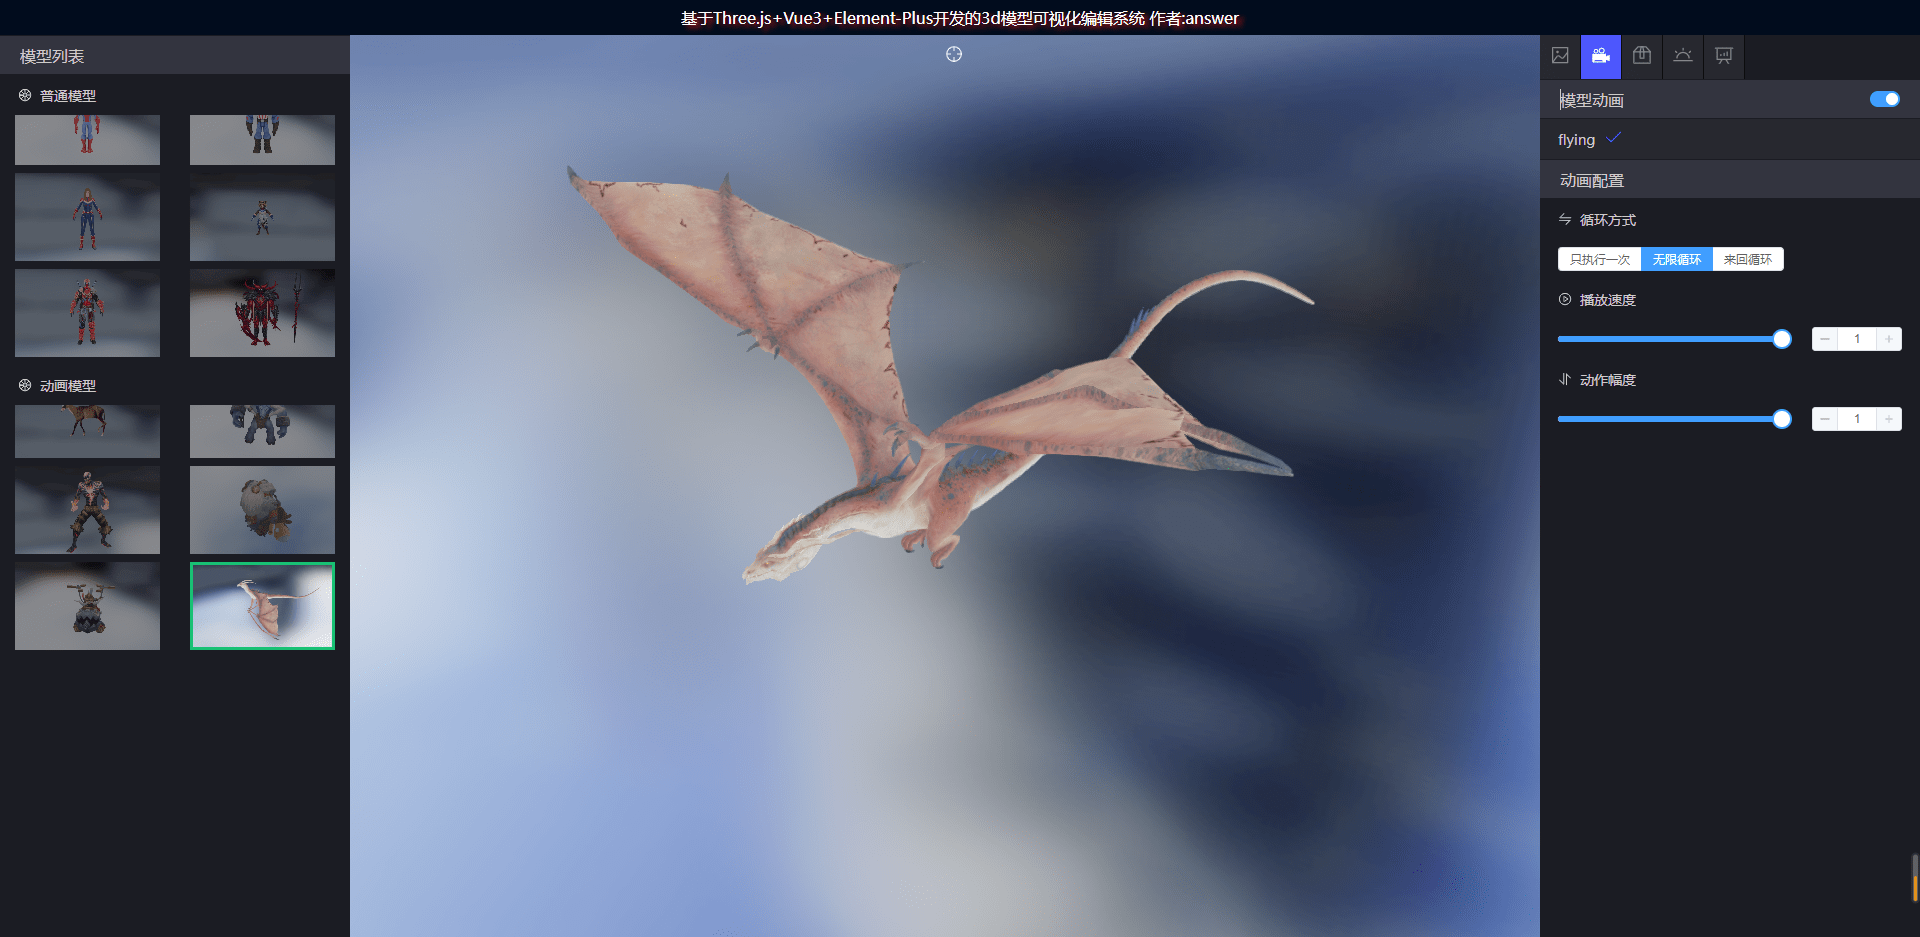 基于Three.js+Vue3+Element-Plus开发的3d模型可视化编辑系统 作者:answer
模型列表
普通模型
动画模型
模型动画
flying
动画配置
循环方式
只执行一次 无限循环 来回循环
播放速度
1
动作幅度
1